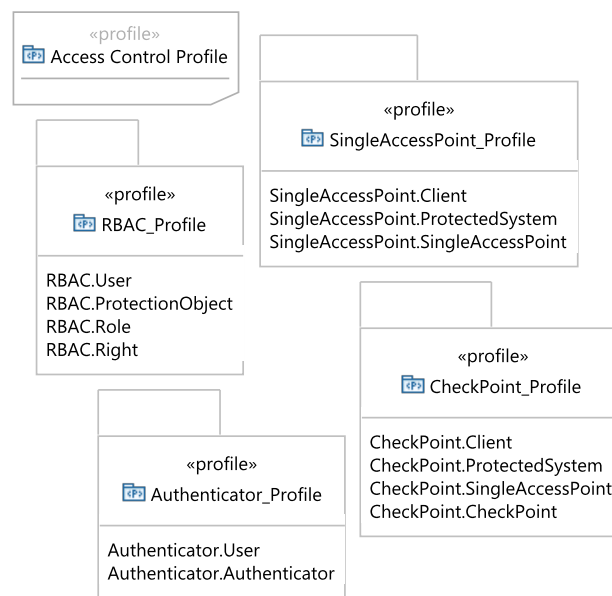 «profile»
Access Control Profile
«profile»
SingleAccessPoint_Profile
SingleAccessPoint.Client
SingleAccessPoint.ProtectedSystem
SingleAccessPoint.SingleAccessPoint
«profile»
RBAC_Profile
RBAC.User
RBAC.ProtectionObject
RBAC.Role
RBAC.Right
«profile»
CheckPoint_Profile
CheckPoint.Client
CheckPoint.ProtectedSystem
CheckPoint.SingleAccessPoint
CheckPoint.CheckPoint
«profile»
Authenticator_Profile
Authenticator.User
Authenticator.Authenticator